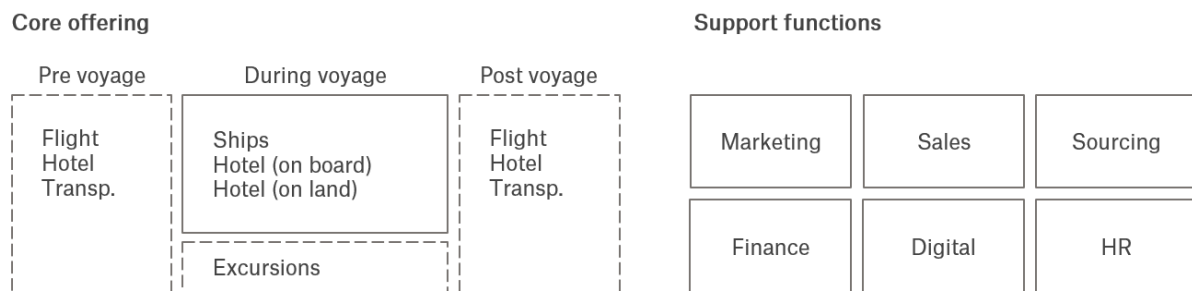 Core offering
Support functions
Pre voyage
During voyage
Post voyage
Flight
Hotel
Transp.
Ships
Hotel (on board)
Hotel (on land)
Excursions
Flight
Hotel
Transp.
Marketing
Sales
Sourcing
Finance
Digital
HR